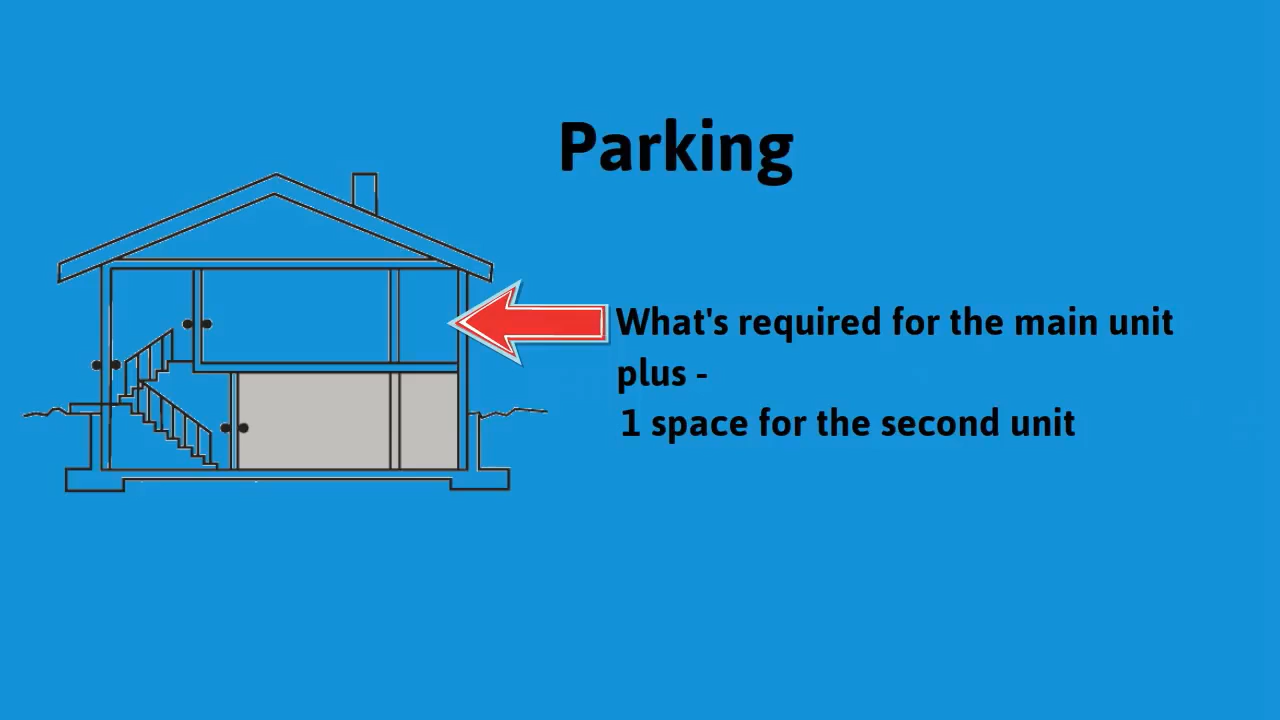 Parking
What's required for the main unit
plus -
1 space for the second unit